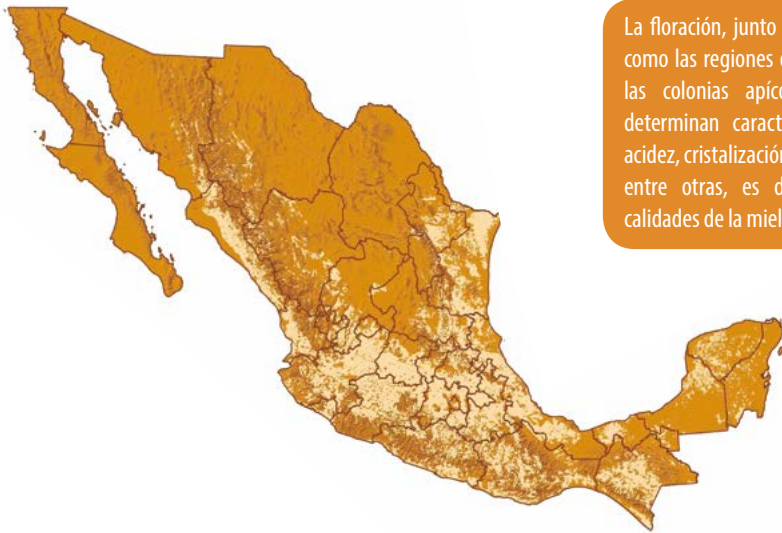 La floración, junto
como las regiones
las colonias apíc
determinan caract
acidez, cristalización
entre otras, es d
calidades de la miel